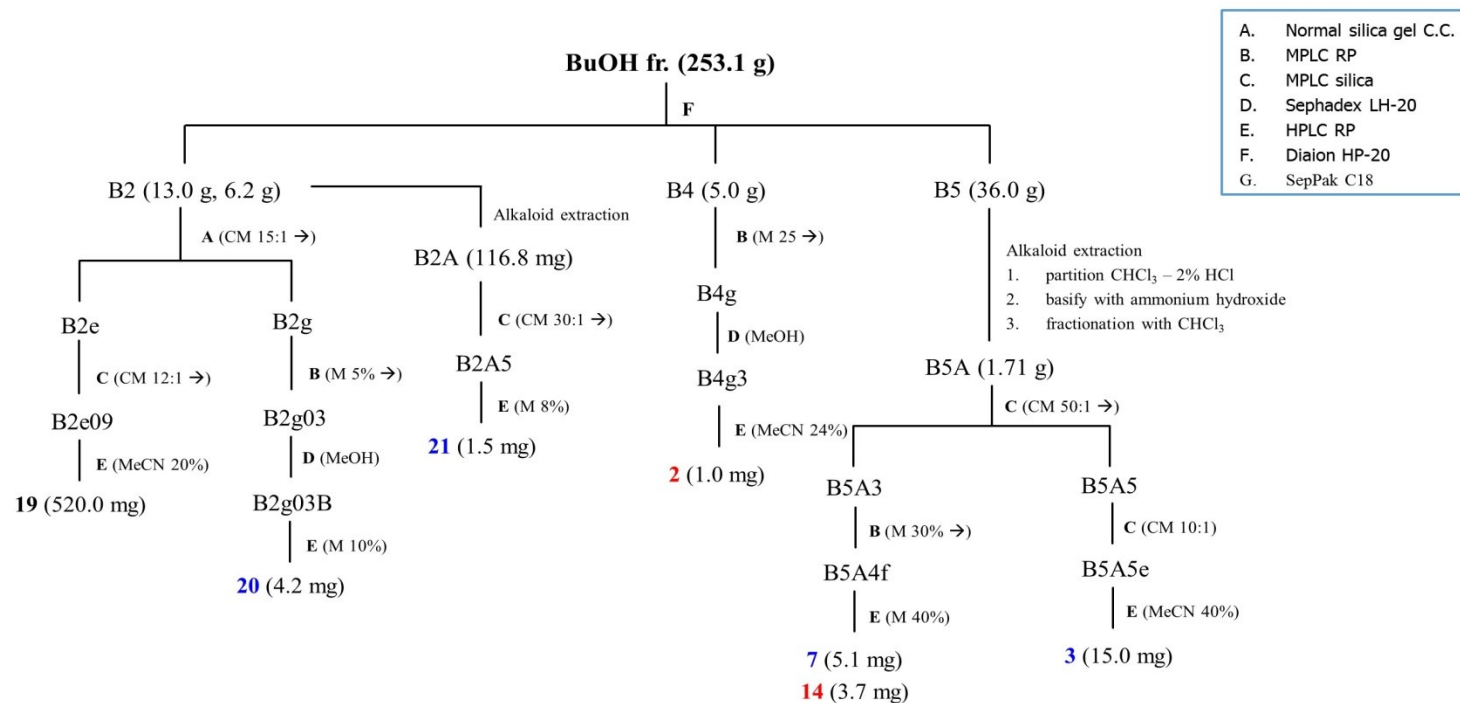 A. Normal silica gel C.C.
B. MPLC RP
C. MPLC silica
D. Sephadex LH-20
E. HPLC RP
F. Diaion HP-20
G. SepPak C18
BuOH fr. (253.1 g)
F
B2 (13.0 g, 6.2 g)
B4 (5.0 g)
B5 (36.0 g)
A (CM 15:1 →)
Alkaloid extraction
B2A (116.8 mg)
B (M 25 →)
Alkaloid extraction
1. partition CHCl₃ – 2% HCl
2. basify with ammonium hydroxide
3. fractionation with CHCl₃
B2e
B2g
C (CM 30:1 →)
B4g
D (MeOH)
C (CM 12:1 →)
B (M 5% →)
B2A5
B4g3
B5A (1.71 g)
C (CM 50:1 →)
B2e09
B2g03
E (M 8%)
E (MeCN 24%)
E (MeCN 20%)
D (MeOH)
21 (1.5 mg)
2 (1.0 mg)
19 (520.0 mg)
B2g03B
B5A3
B5A5
E (M 10%)
B (M 30% →)
C (CM 10:1)
20 (4.2 mg)
B5A4f
B5A5e
E (M 40%)
E (MeCN 40%)
7 (5.1 mg)
3 (15.0 mg)
14 (3.7 mg)